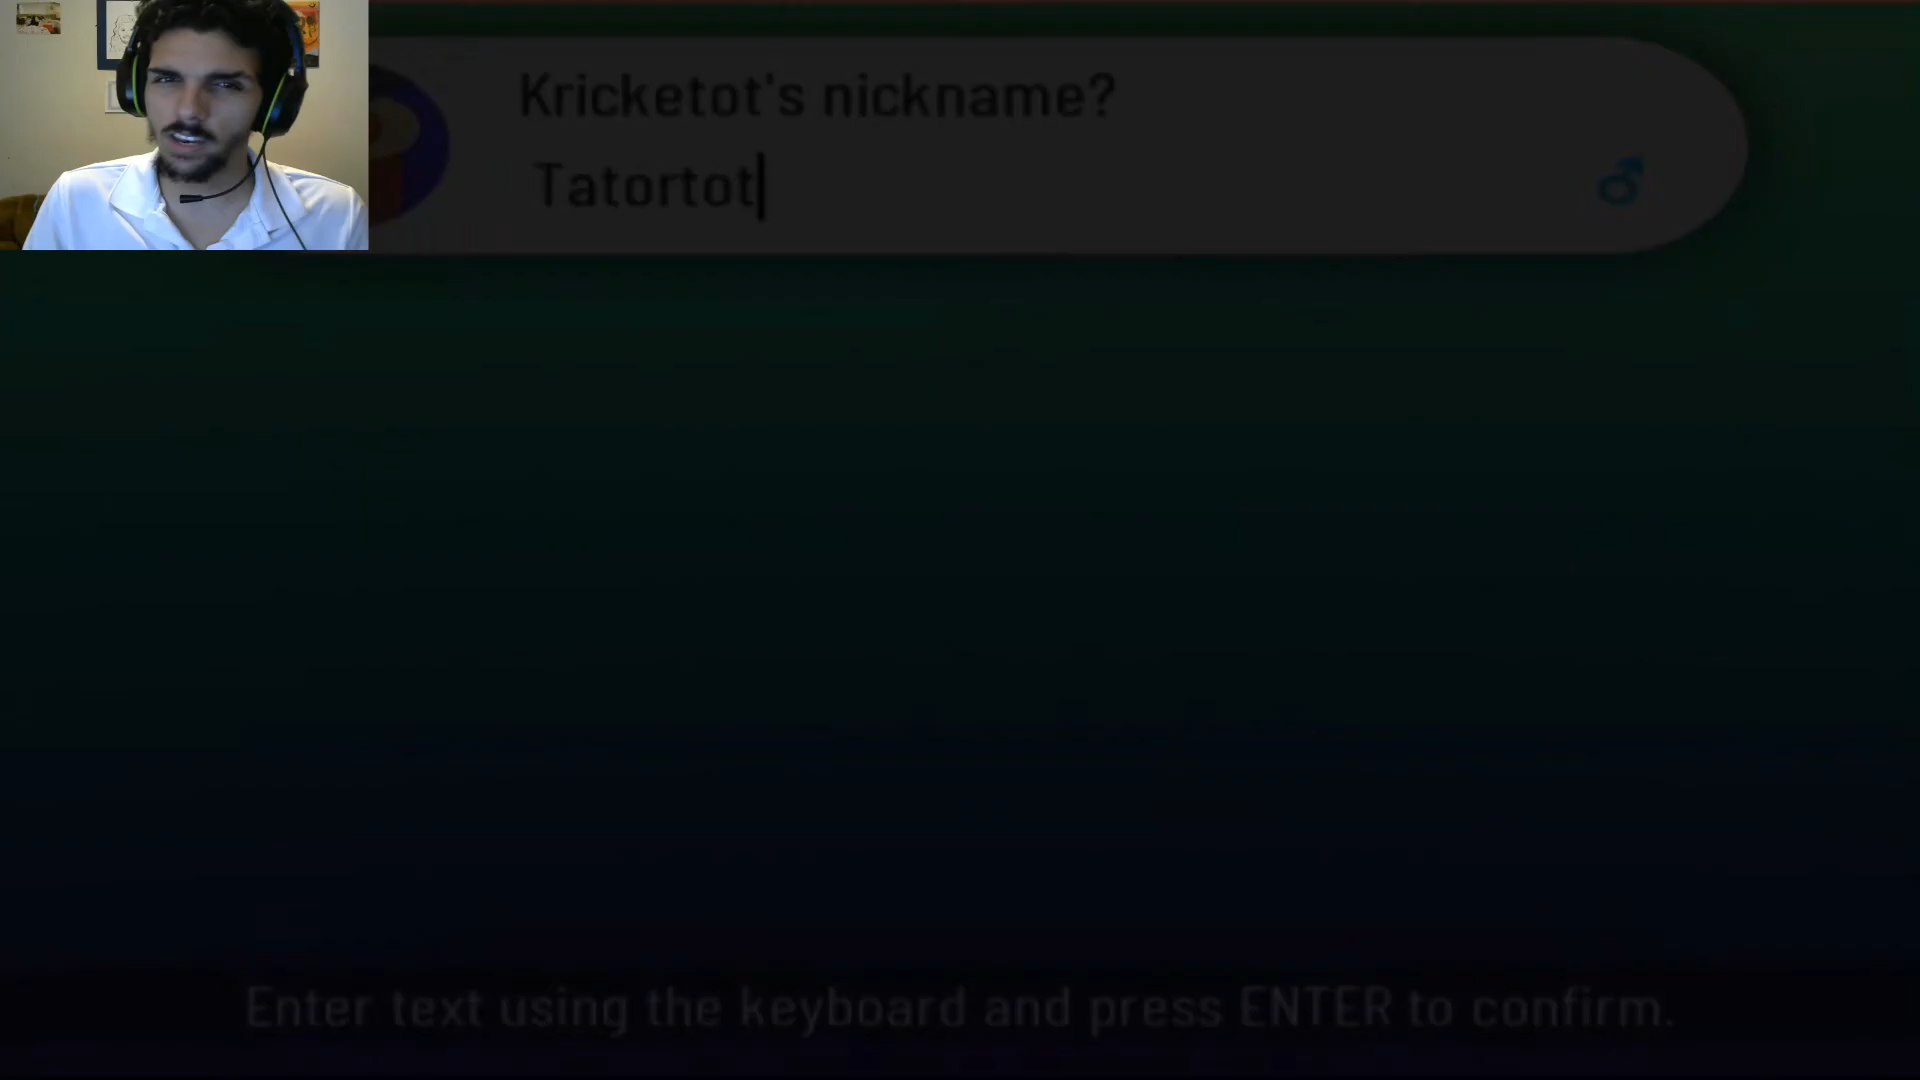 Kricketot's nickname?
Tatortot
Enter text using the keyboard and press ENTER to confirm.